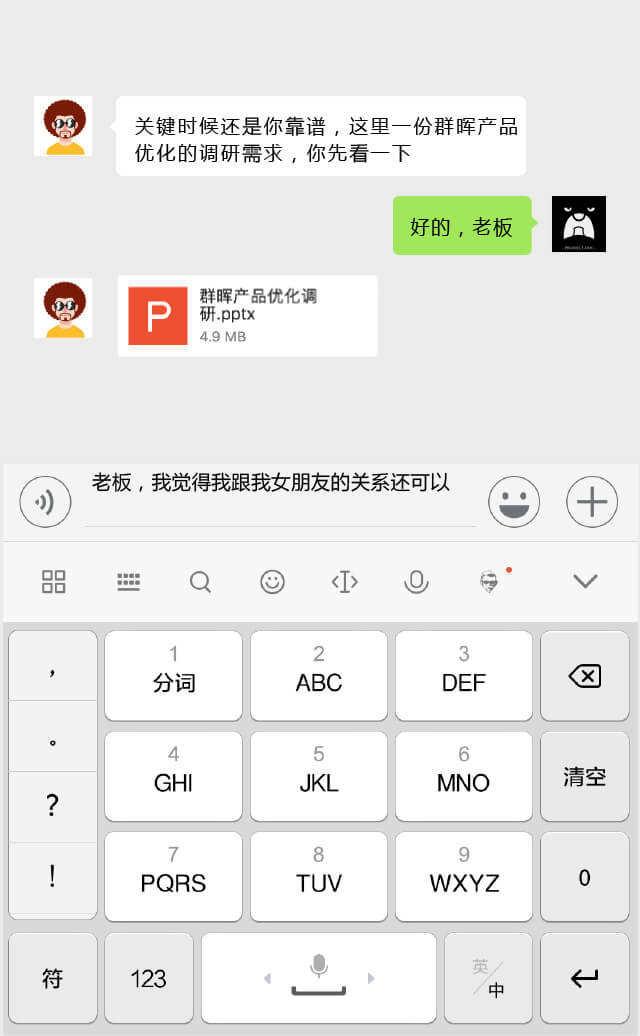 关键时候还是你靠谱，这里一份群晖产品
优化的调研需求，你先看一下
好的，老板
P
群晖产品优化调
研.pptx
4.9 MB
老板，我觉得我跟我女朋友的关系还可以
，
1
分词
2
ABC
3
DEF
。
4
GHI
5
JKL
6
MNO
清空
？
7
PQRS
8
TUV
9
WXYZ
0
！
符
123
英/中